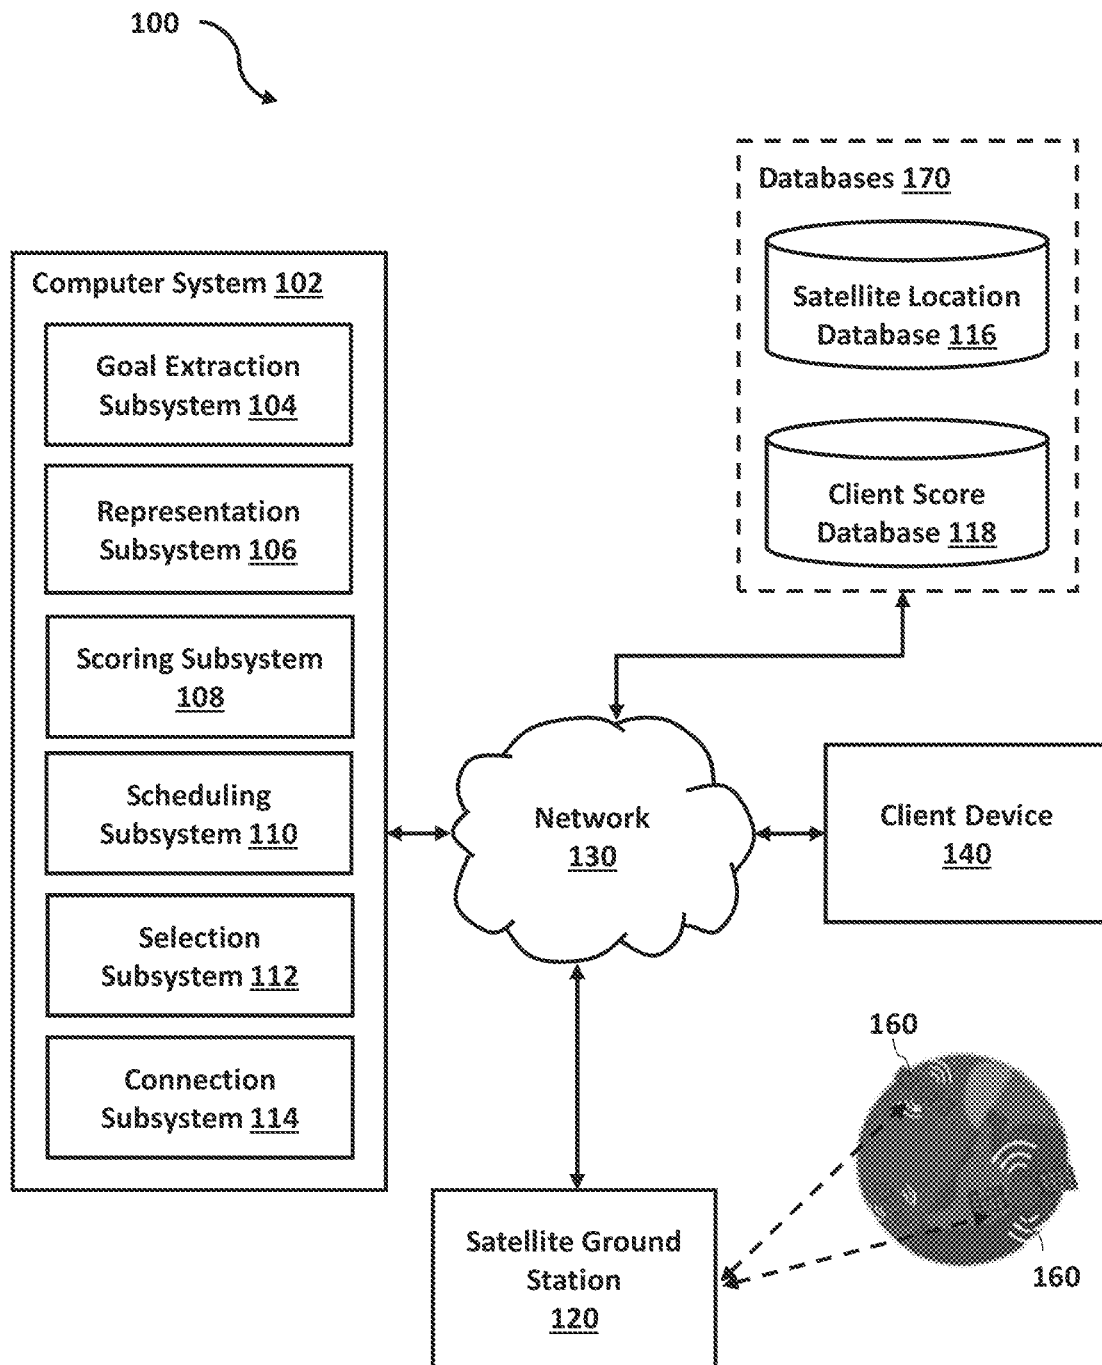 100
Databases 170
Satellite Location
Database 116
Client Score
Database 118
Computer System 102
Goal Extraction
Subsystem 104
Representation
Subsystem 106
Scoring Subsystem
108
Scheduling
Subsystem 110
Selection
Subsystem 112
Connection
Subsystem 114
Network
130
Client Device
140
160
160
Satellite Ground
Station
120